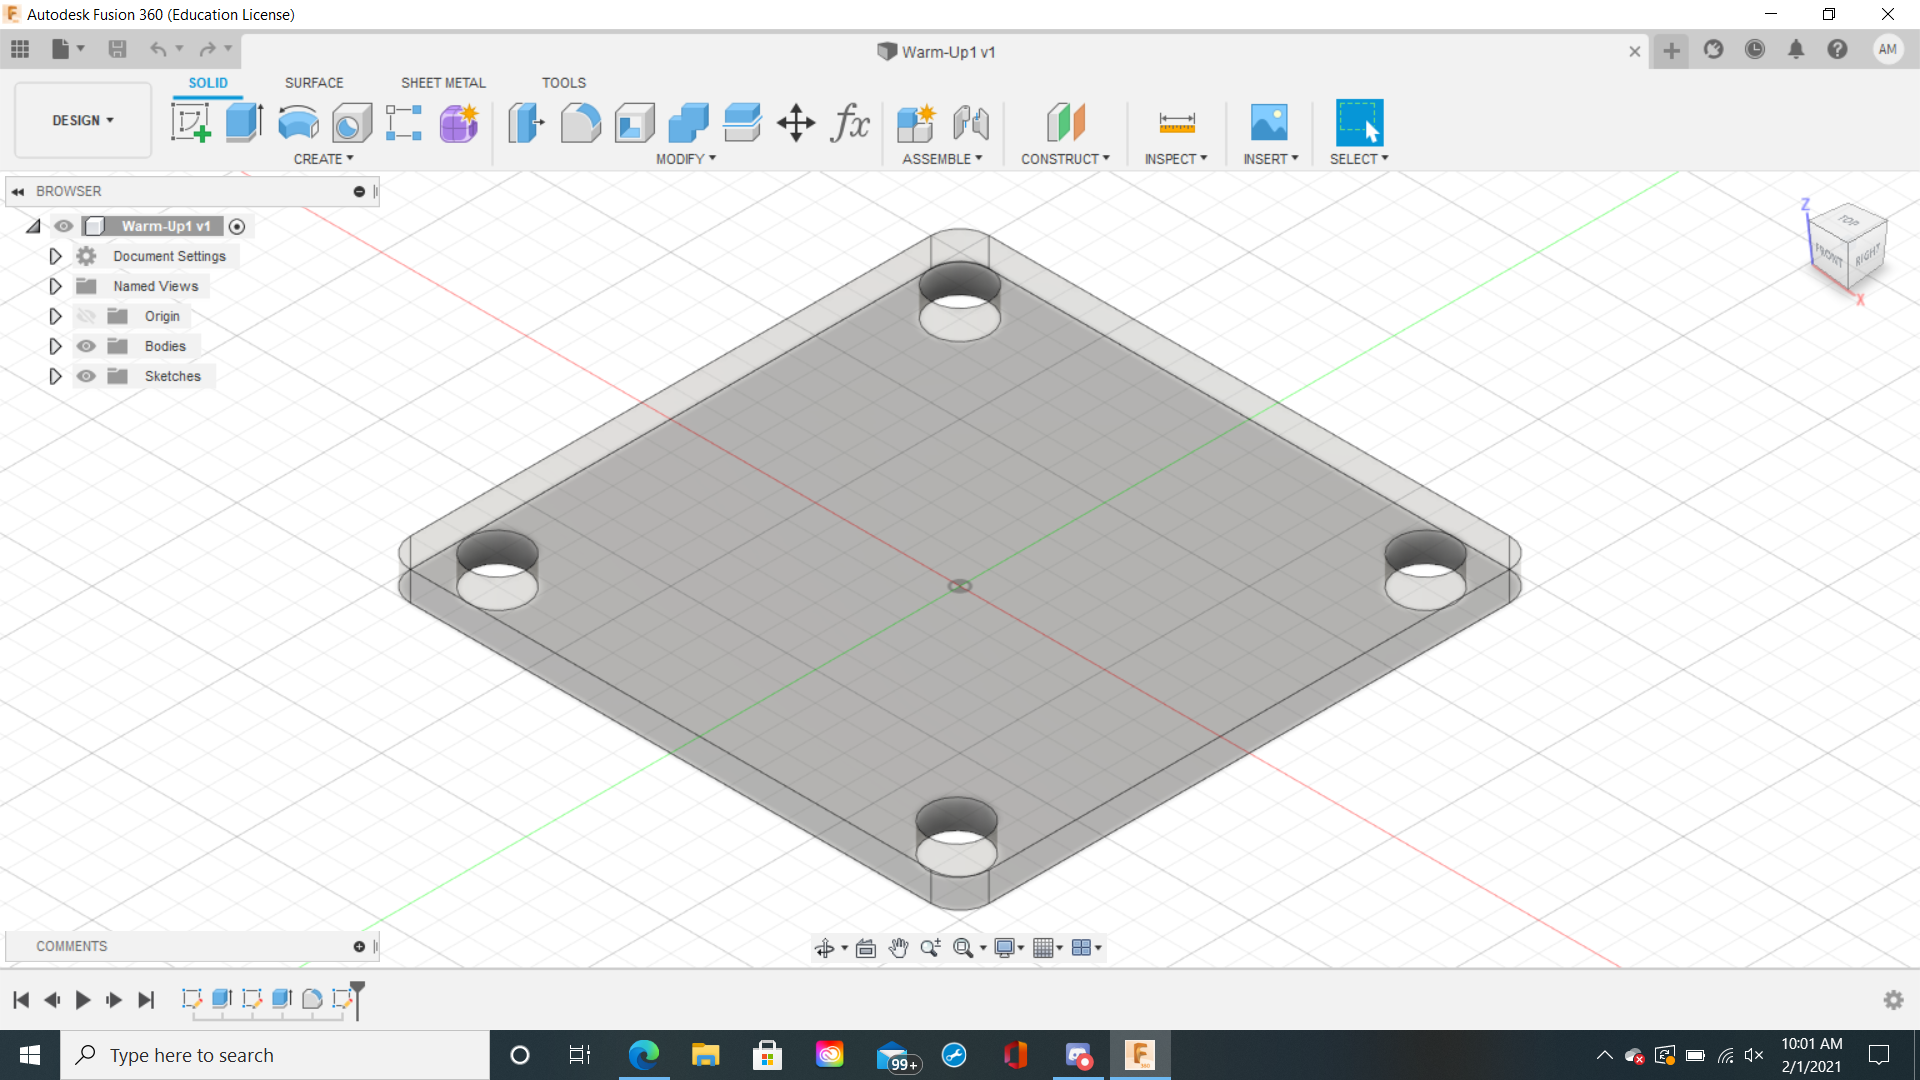 Autodesk Fusion 360 (Education License)
Warm-Up1 v1
AM
DESIGN
SOLID SURFACE SHEET METAL TOOLS
fx
CREATE MODIFY ASSEMBLE CONSTRUCT INSPECT INSERT SELECT
BROWSER
Warm-Up1 v1
Document Settings
Named Views
Origin
Bodies
Sketches
Z
TOP
FRONT RIGHT
X
COMMENTS
Type here to search
99+
10:01 AM
2/1/2021